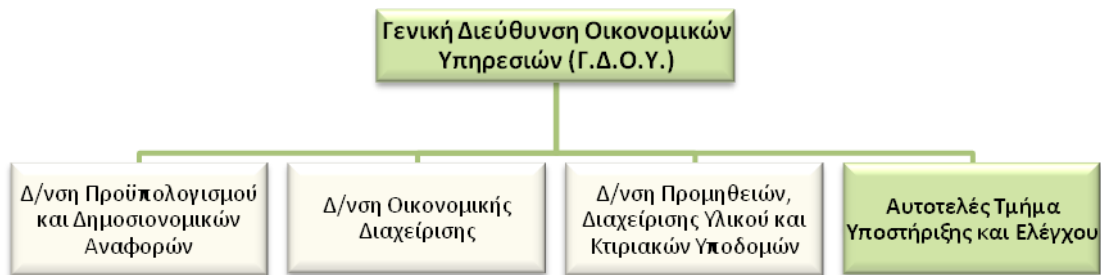 Γενική Διεύθυνση Οικονομικών
Υπηρεσιών (Γ.Δ.Ο.Υ.)
Δ/νση Προϋπολογισμού
και Δημοσιονομικών
Αναφορών
Δ/νση Οικονομικής
Διαχείρισης
Δ/νση Προμηθειών,
Διαχείρισης Υλικού και
Κτιριακών Υποδομών
Αυτοτελές Τμήμα
Υποστήριξης και Ελέγχου